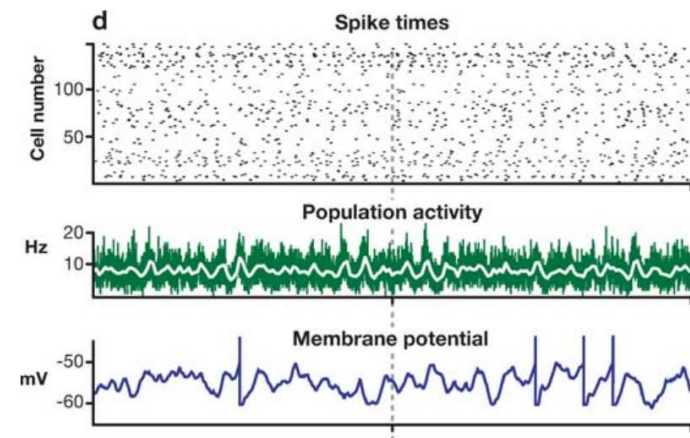 d
Spike times
Cell number
100
50
Population activity
Hz
20
10
Membrane potential
mV
-50
-60